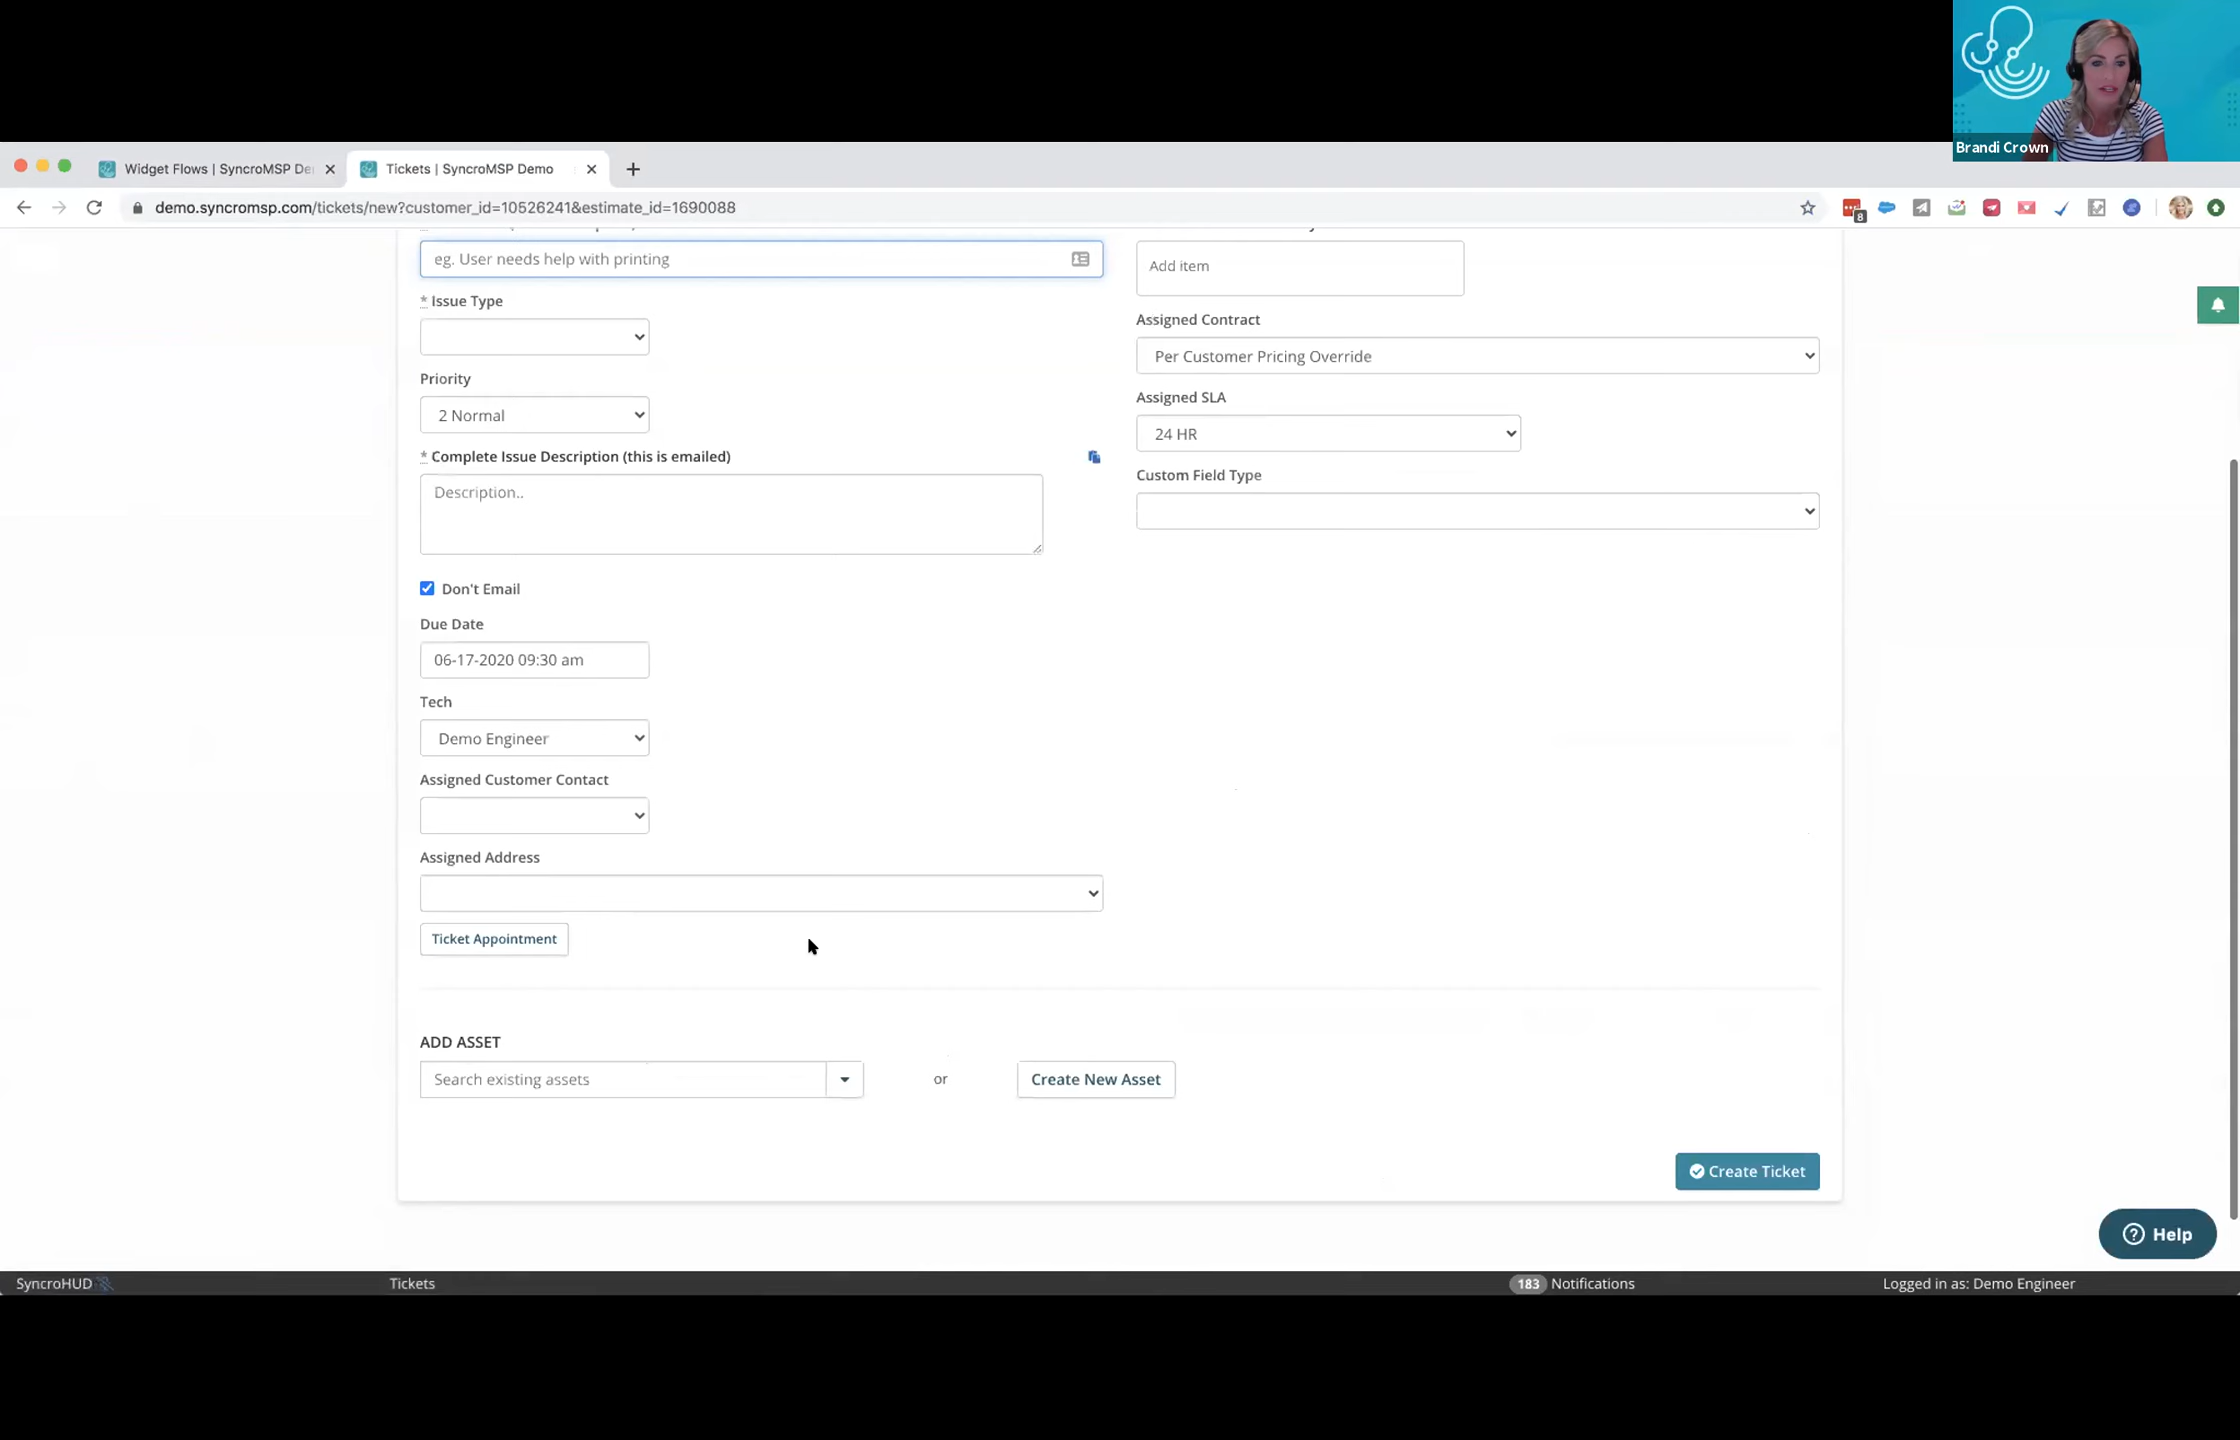 Brandi Crown
Widget Flows | SyncroMSP De
Tickets | SyncroMSP Demo
demo.syncromsp.com/tickets/new?customer_id=10526241&estimate_id=1690088
8
eg. User needs help with printing
Add item
* Issue Type
Assigned Contract
Per Customer Pricing Override
Priority
2 Normal
Assigned SLA
24 HR
* Complete Issue Description (this is emailed)
Description..
Custom Field Type
Don't Email
Due Date
06-17-2020 09:30 am
Tech
Demo Engineer
Assigned Customer Contact
Assigned Address
Ticket Appointment
ADD ASSET
Search existing assets
or
Create New Asset
Create Ticket
Help
SyncroHUD
Tickets
183 Notifications
Logged in as: Demo Engineer